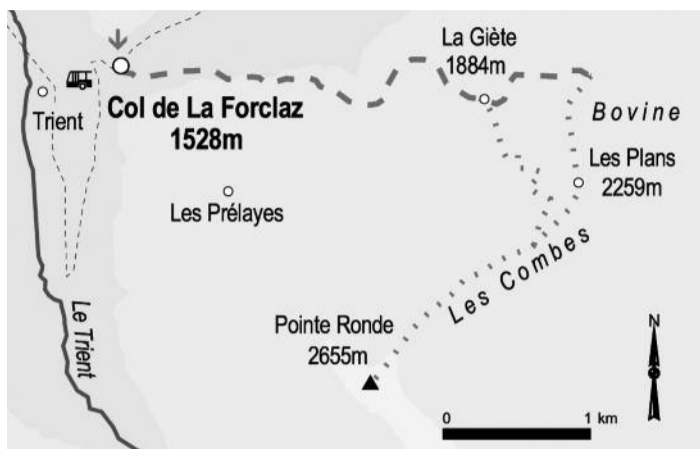 La Giète
1884m
Trient
Col de La Forclaz
1528m
Bovine
Les Plans
2259m
Les Prélayes
Les Combes
Le Trient
Pointe Ronde
2655m
N
0 1 km